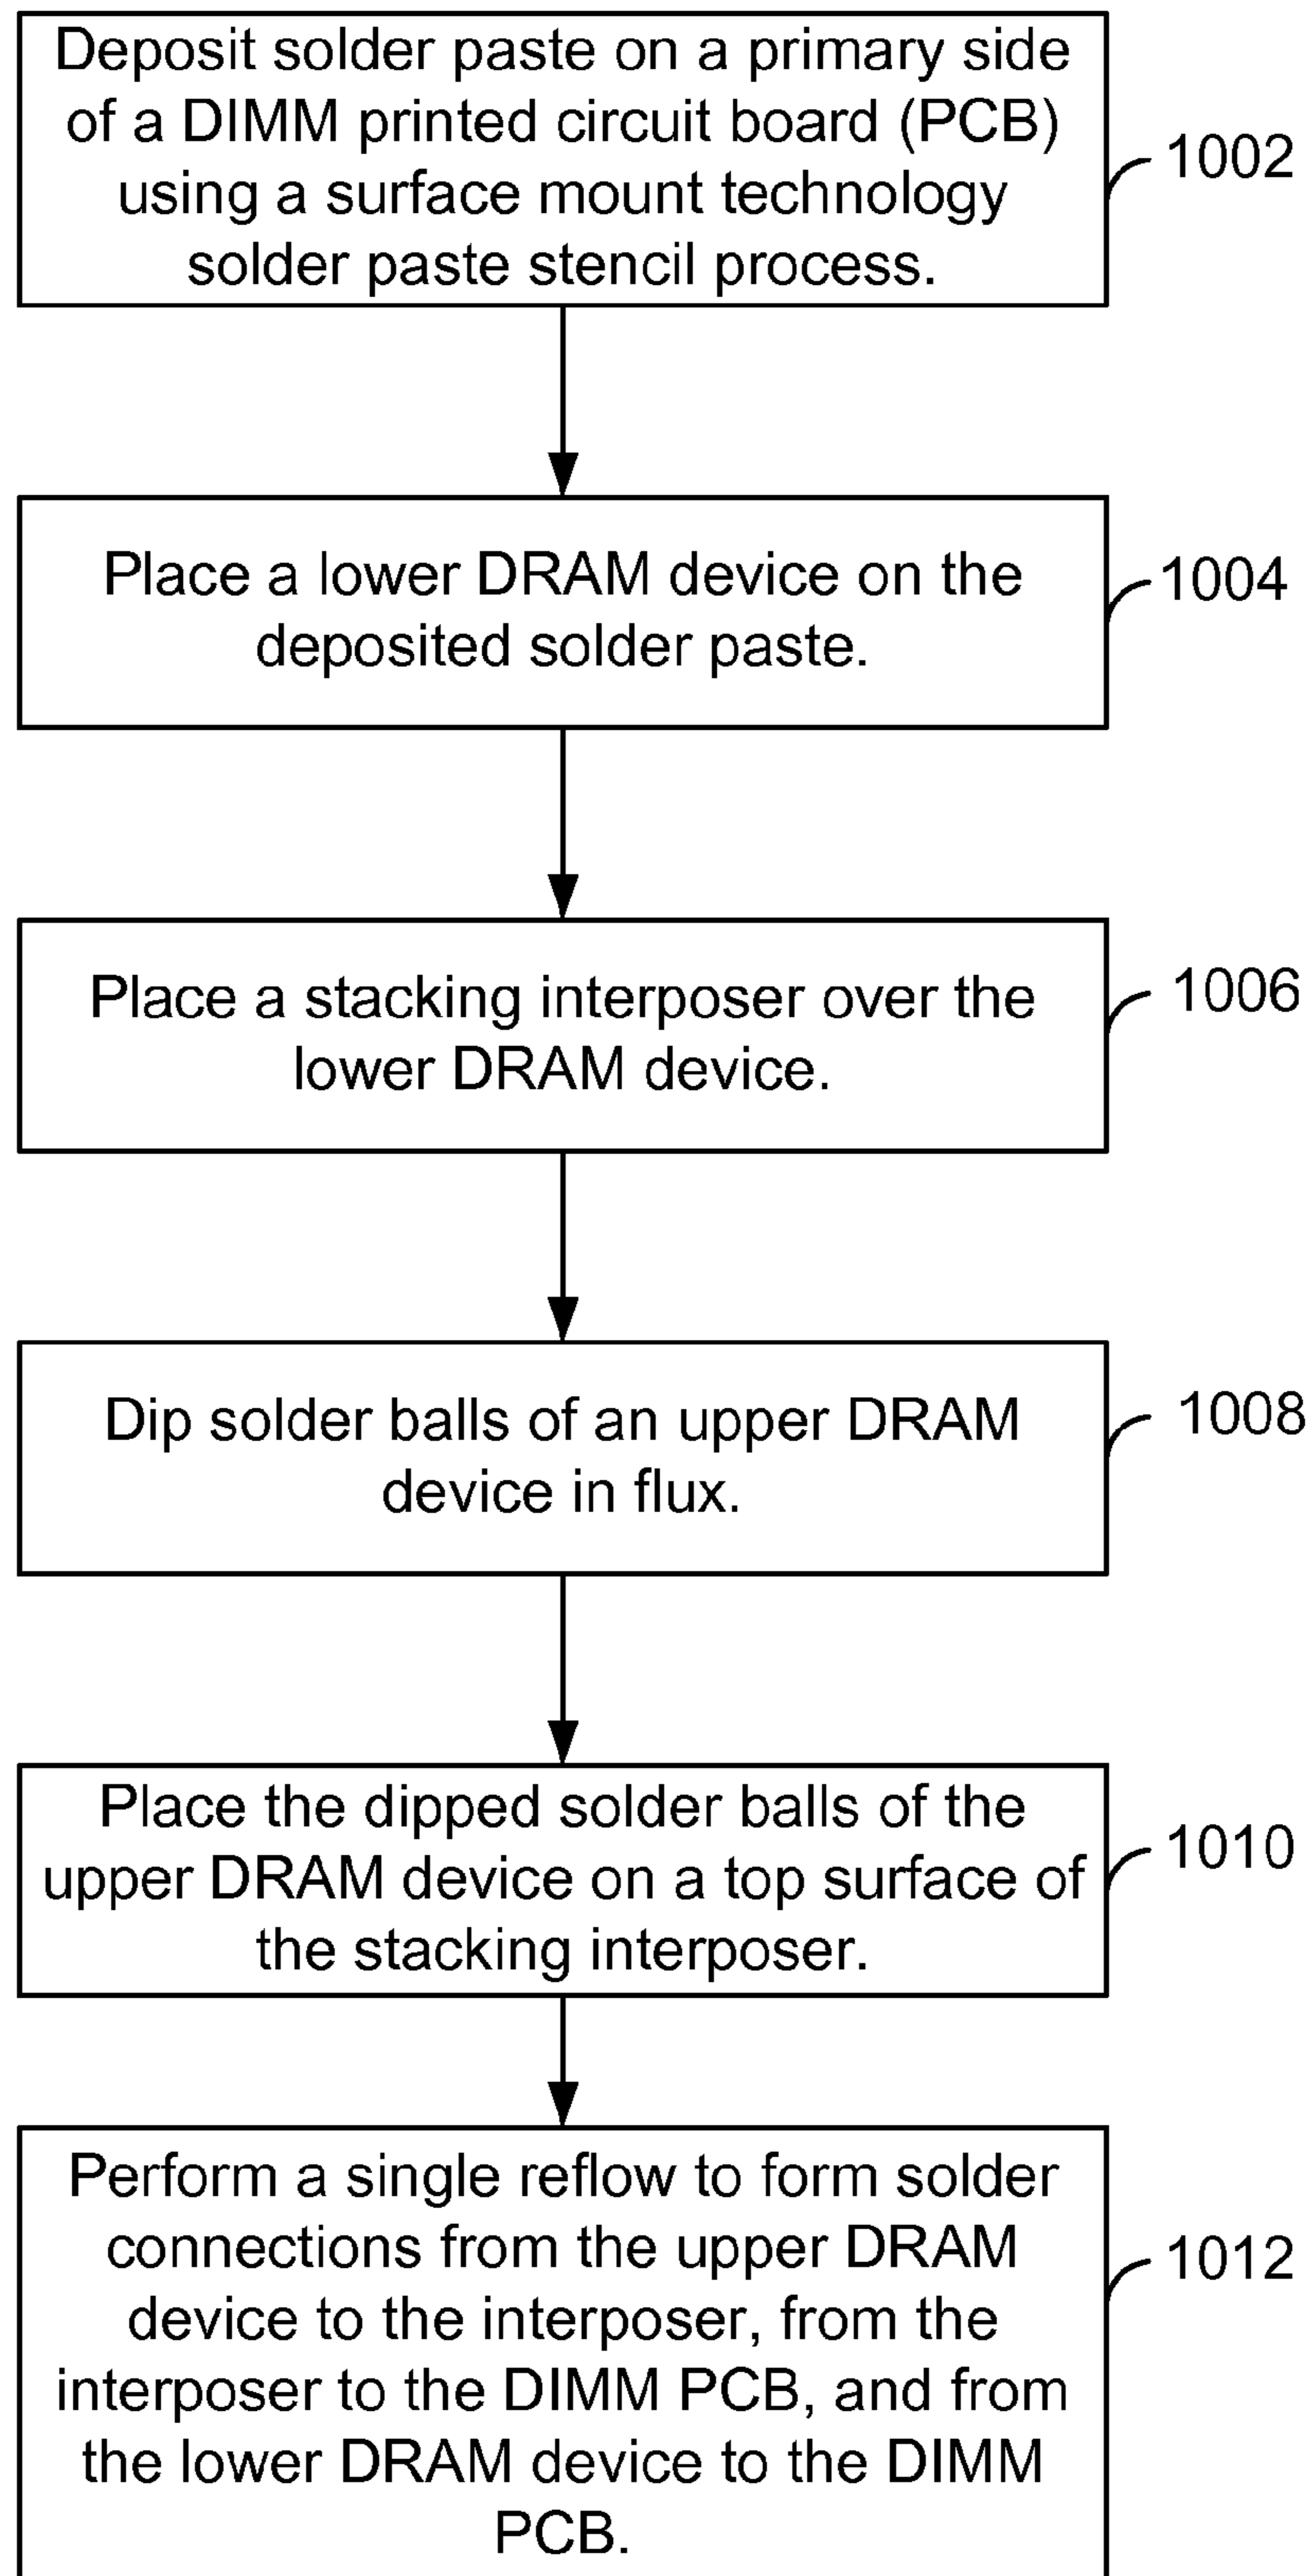 Deposit solder paste on a primary side
of a DIMM printed circuit board (PCB)
using a surface mount technology
solder paste stencil process.
1002
Place a lower DRAM device on the
deposited solder paste.
1004
Place a stacking interposer over the
lower DRAM device.
1006
Dip solder balls of an upper DRAM
device in flux.
1008
Place the dipped solder balls of the
upper DRAM device on a top surface of
the stacking interposer.
1010
Perform a single reflow to form solder
connections from the upper DRAM
device to the interposer, from the
interposer to the DIMM PCB, and from
the lower DRAM device to the DIMM
PCB.
1012